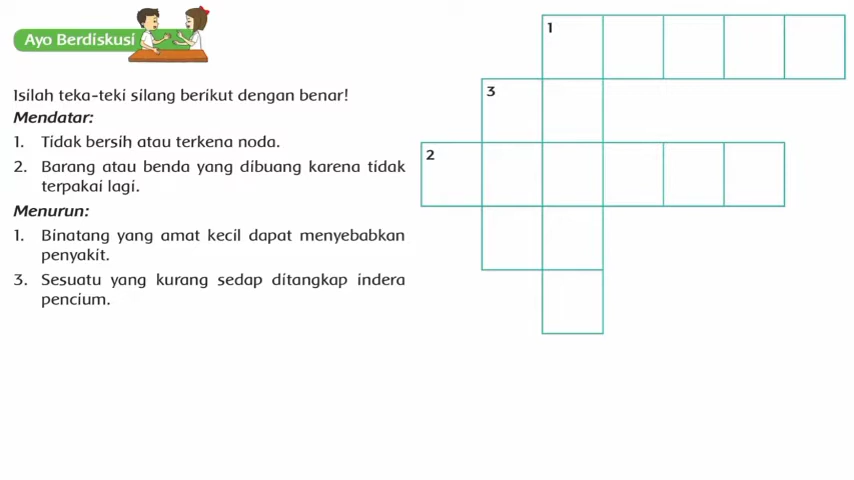 Ayo Berdiskusi
Isilah teka-teki silang berikut dengan benar!
Mendatar:
1. Tidak bersih atau terkena noda.
2. Barang atau benda yang dibuang karena tidak
terpakai lagi.
Menurun:
1. Binatang yang amat kecil dapat menyebabkan
penyakit.
3. Sesuatu yang kurang sedap ditangkap indera
pencium.
1
3
2